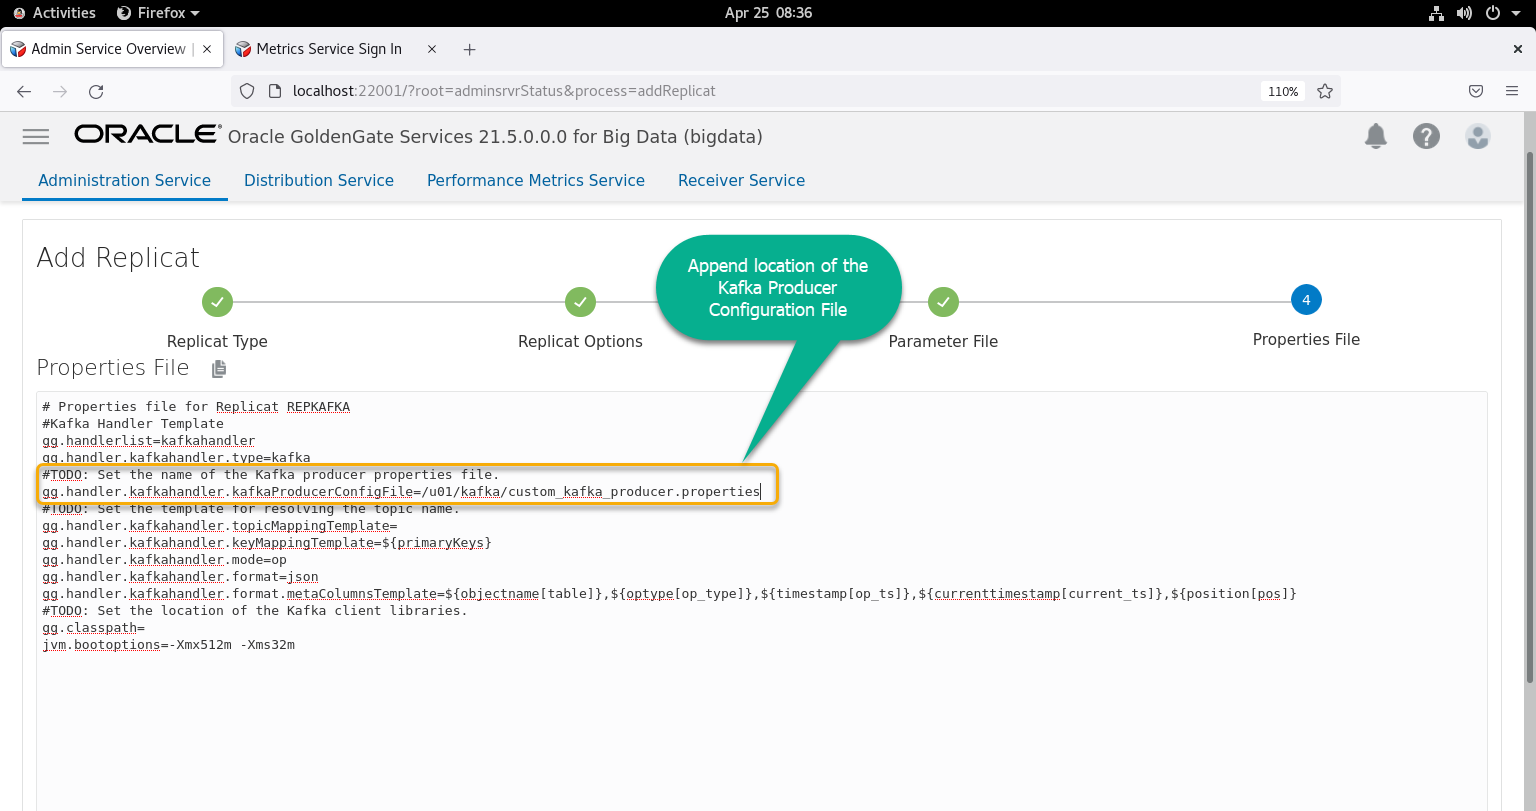 Activities Firefox Apr 25 08:36
Admin Service Overview | Metrics Service Sign In
localhost:22001/?root=adminsrvrStatus&process=addReplicat 110%
ORACLE® Oracle GoldenGate Services 21.5.0.0.0 for Big Data (bigdata)
Administration Service Distribution Service Performance Metrics Service Receiver Service
Add Replicat
Append location of the
Kafka Producer
Configuration File
4
Replicat Type Replicat Options Parameter File Properties File
Properties File
# Properties file for Replicat REPKAFKA
#Kafka Handler Template
gg.handlerlist=kafkahandler
gg.handler.kafkahandler.type=kafka
#TODO: Set the name of the Kafka producer properties file.
gg.handler.kafkahandler.kafkaProducerConfigFile=/u01/kafka/custom_kafka_producer.properties
#TODO: Set the template for resolving the topic name.
gg.handler.kafkahandler.topicMappingTemplate=
gg.handler.kafkahandler.keyMappingTemplate=${primaryKeys}
gg.handler.kafkahandler.mode=op
gg.handler.kafkahandler.format=json
gg.handler.kafkahandler.format.metaColumnsTemplate=${objectname[table]},${optype[op_type]},${timestamp[op_ts]},${currenttimestamp[current_ts]},${position[pos]}
#TODO: Set the location of the Kafka client libraries.
gg.classpath=
jvm.bootoptions=-Xmx512m -Xms32m